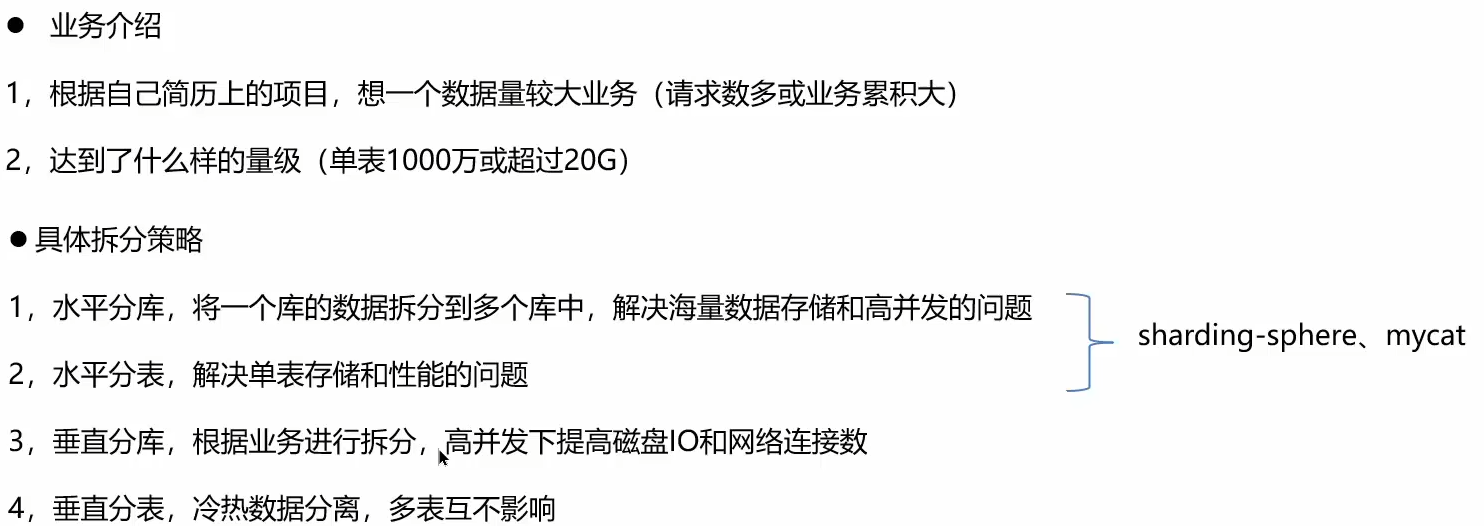 ● 业务介绍
1，根据自己简历上的项目，想一个数据量较大业务（请求数多或业务累积大）
2，达到了什么样的量级（单表1000万或超过20G）
●具体拆分策略
1，水平分库，将一个库的数据拆分到多个库中，解决海量数据存储和高并发的问题
sharding-sphere、mycat
2，水平分表，解决单表存储和性能的问题
3，垂直分库，根据业务进行拆分，高并发下提高磁盘IO和网络连接数
4，垂直分表，冷热数据分离，多表互不影响